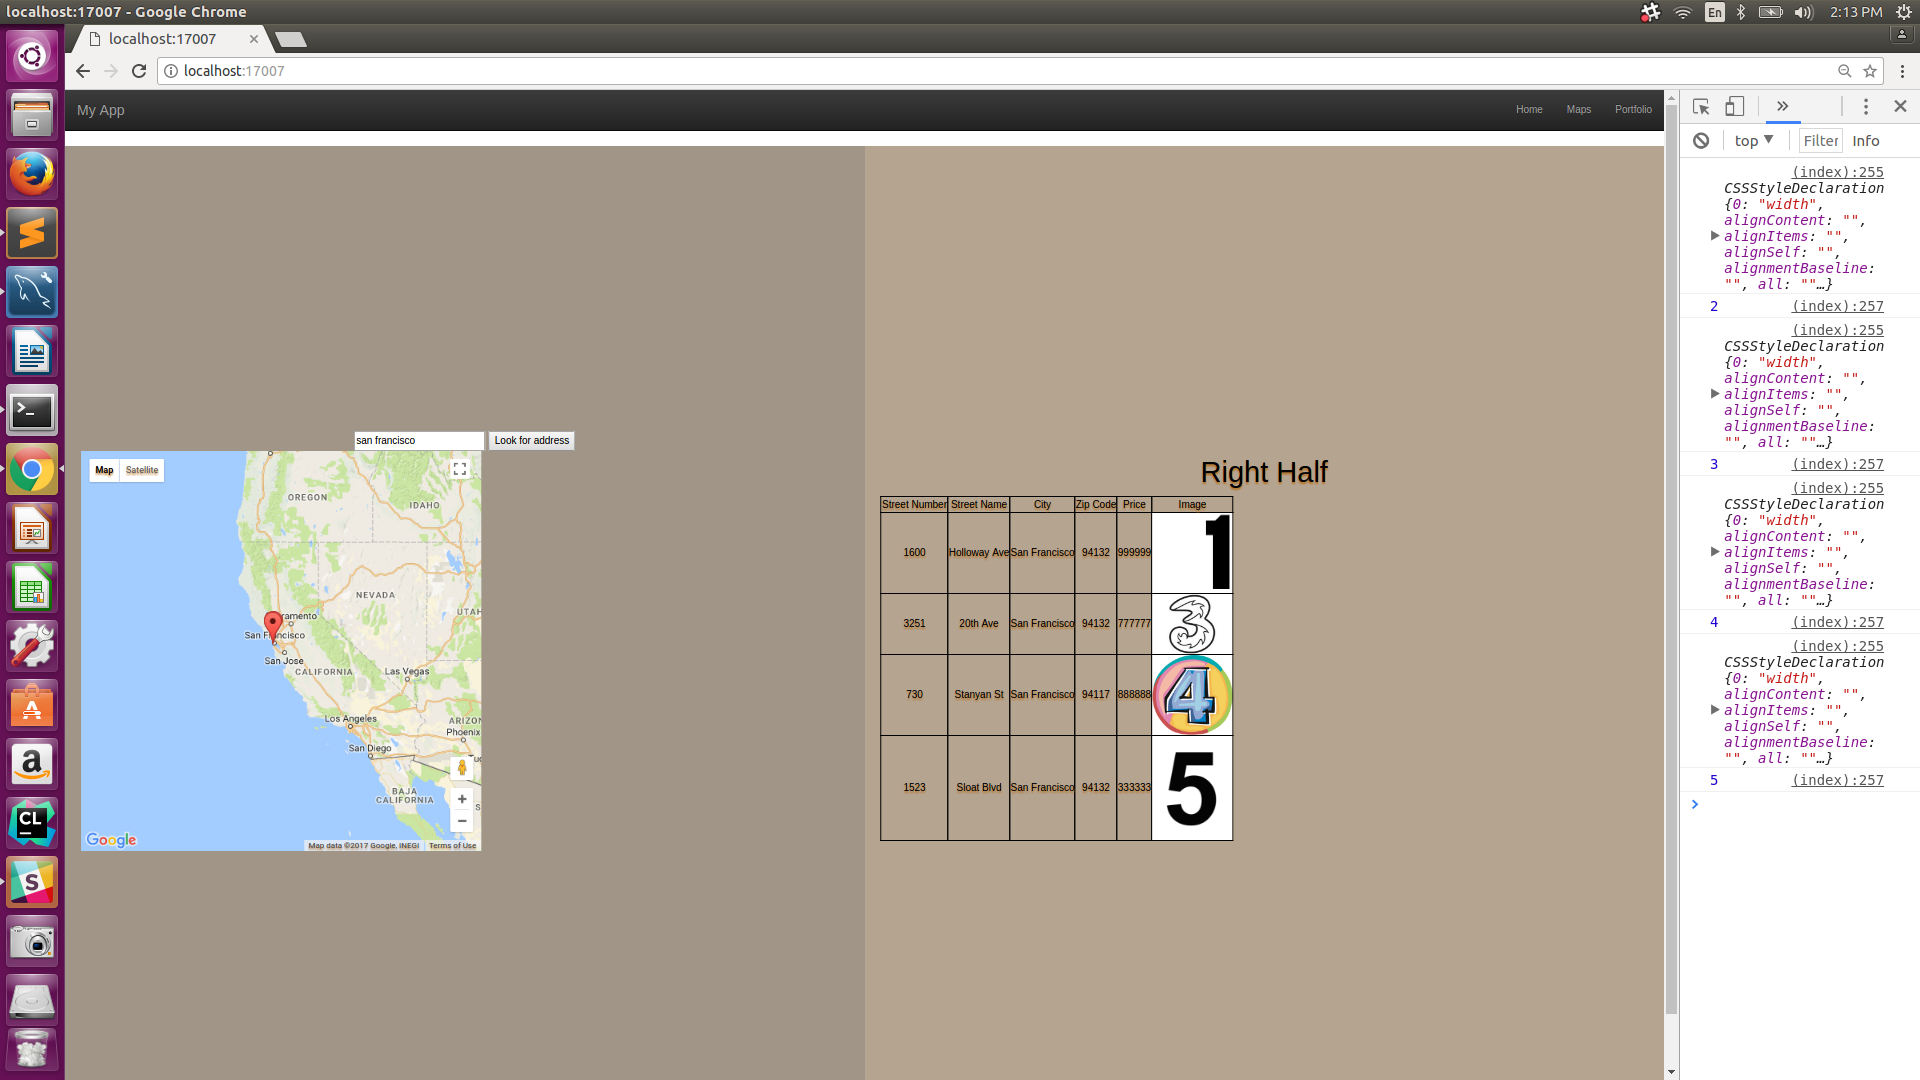 localhost:17007 - Google Chrome
En
2:13 PM
localhost:17007
localhost:17007
My App
Home
Maps
Portfolio
san francisco
Look for address
Map
Satellite
OREGON
IDAHO
NEVADA
UTAH
ramento
San Francisco
San Jose
CALIFORNIA
Las Vegas
Los Angeles
ARIZON
Phoenix
San Diego
Tuc
BAJA
CALIFORNIA
S
Google
Map data ©2017 Google, INEGI
Terms of Use
Right Half
Street Number Street Name City Zip Code Price Image
1600 Holloway Ave San Francisco 94132 999999 1
3251 20th Ave San Francisco 94132 777777 3
730 Stanyan St San Francisco 94117 888888 4
1523 Sloat Blvd San Francisco 94132 333333 5
top
Filter
Info
(index):255
CSSStyleDeclaration
{0: "width",
alignContent: "",
alignItems: "",
alignSelf: "",
alignmentBaseline:
"", all: ""…}
2 (index):257
(index):255
CSSStyleDeclaration
{0: "width",
alignContent: "",
alignItems: "",
alignSelf: "",
alignmentBaseline:
"", all: ""…}
3 (index):257
(index):255
CSSStyleDeclaration
{0: "width",
alignContent: "",
alignItems: "",
alignSelf: "",
alignmentBaseline:
"", all: ""…}
4 (index):257
(index):255
CSSStyleDeclaration
{0: "width",
alignContent: "",
alignItems: "",
alignSelf: "",
alignmentBaseline:
"", all: ""…}
5 (index):257